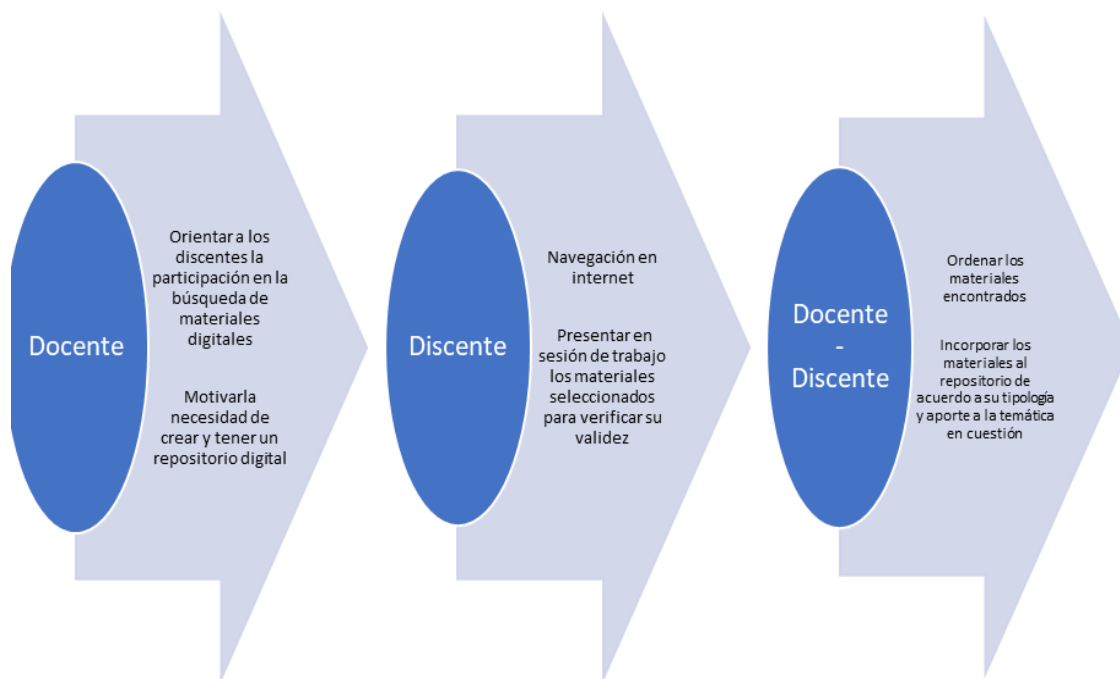 Docente
Orientar a los
discentes la
participación en la
búsqueda de
materiales
digitales
Motivarla
necesidad de
crear y tener un
repositorio digital
Discente
Navegación en
internet
Presentar en
sesión de trabajo
los materiales
seleccionados
para verificar su
validez
Docente
-
Discente
Ordenar los
materiales
encontrados
Incorporar los
materiales al
repositorio de
acuerdo a su tipología
y aporte a la temática
en cuestión